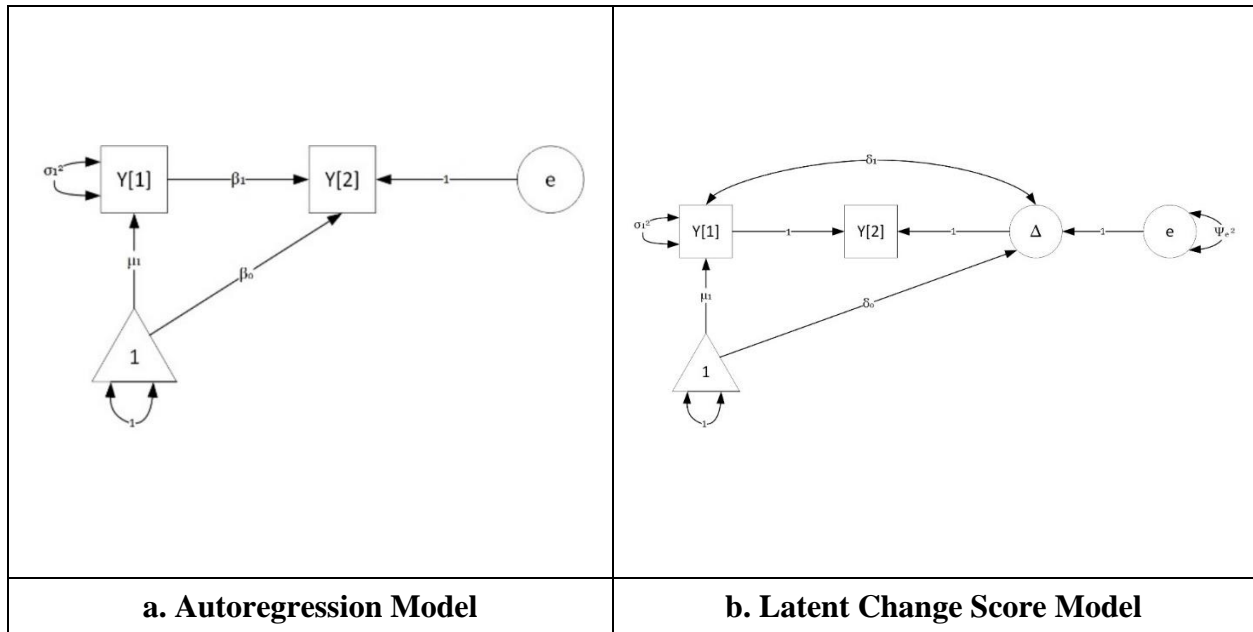 σ₁² Y[1] β₁ Y[2] 1 e
μ₁ β₀
1
1
a. Autoregression Model
δ₁
σ₁² Y[1] 1 Y[2] 1 Δ 1 e Ψₑ²
μ₁ δ₀
1
1
b. Latent Change Score Model